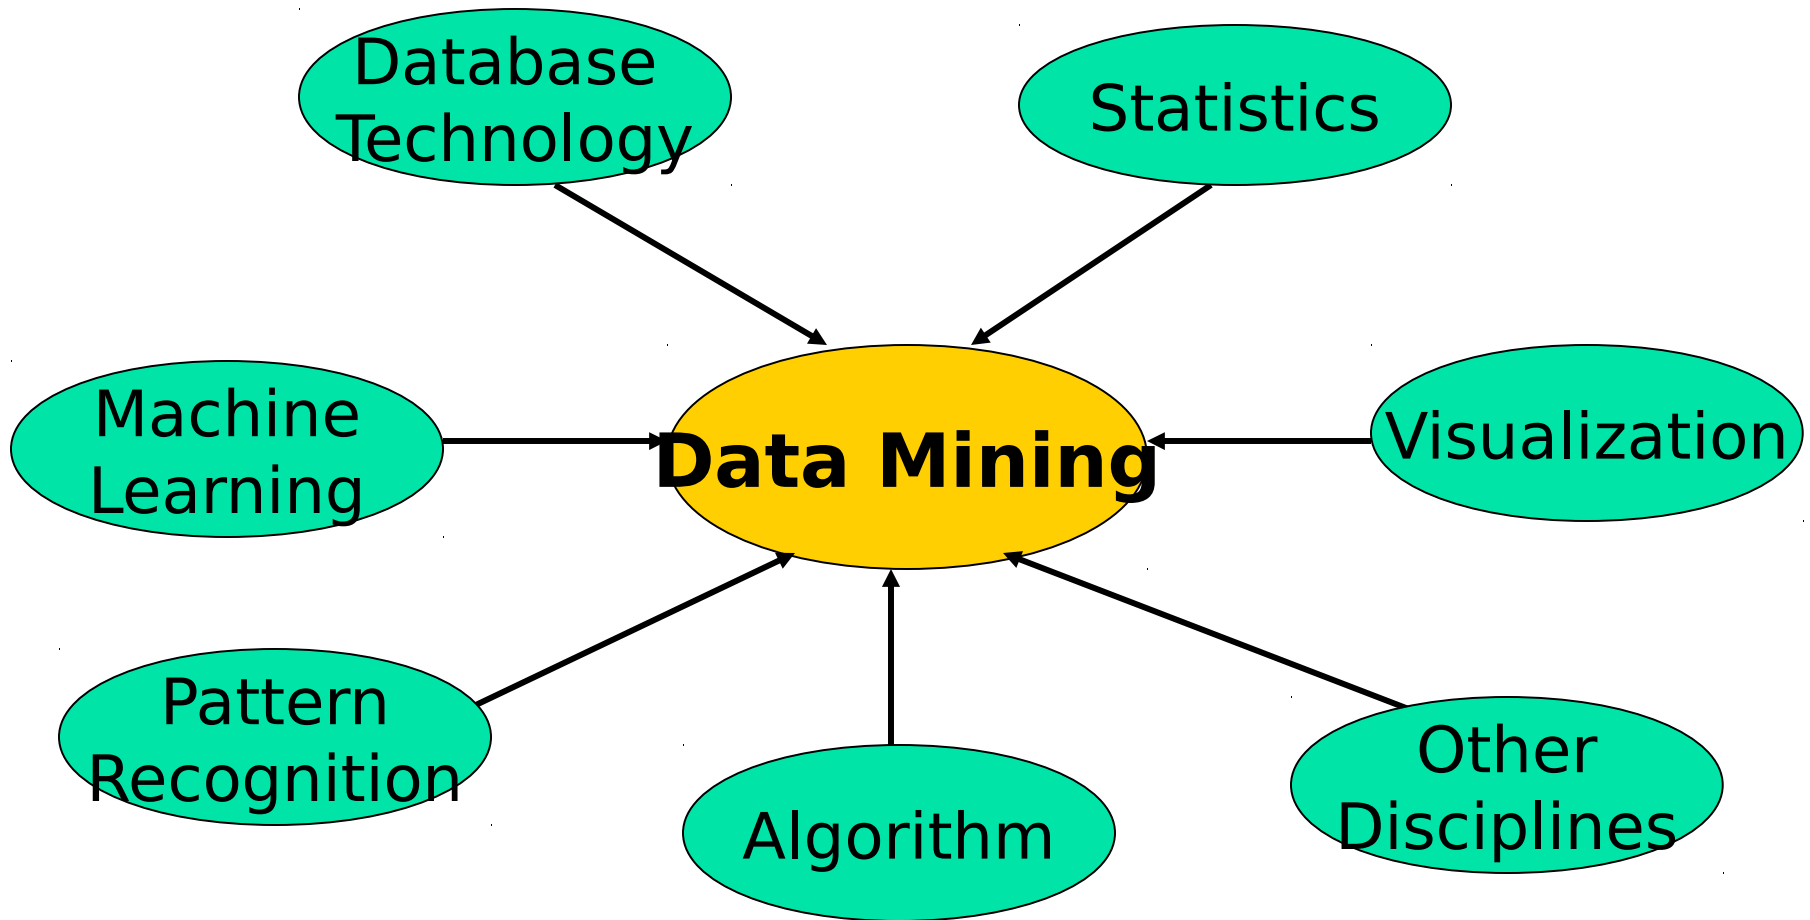 Database
Technology
Statistics
Machine
Learning
Data Mining
Visualization
Pattern
Recognition
Algorithm
Other
Disciplines